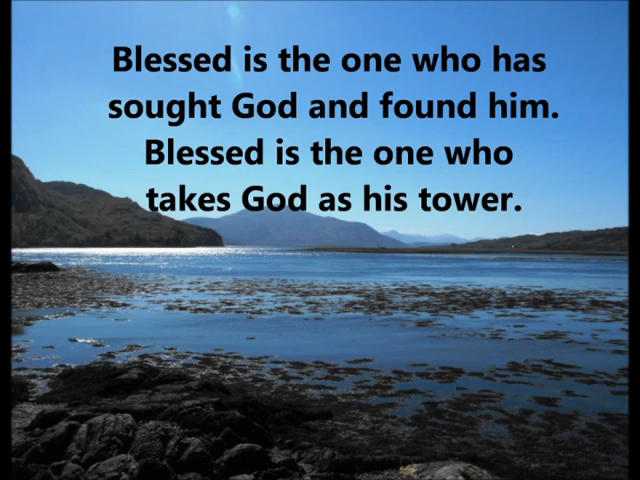 Blessed is the one who has
sought God and found him.
Blessed is the one who
takes God as his tower.